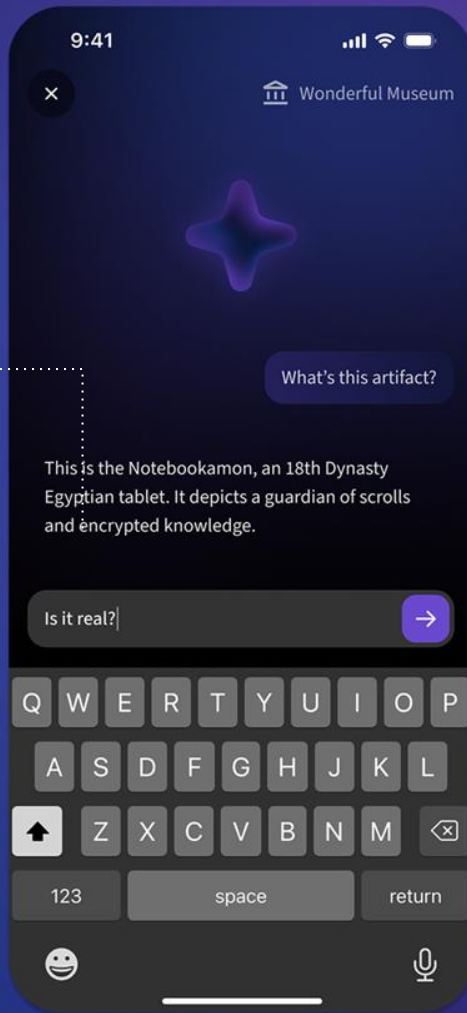 9:41
Wonderful Museum
What's this artifact?
This is the Notebookamon, an 18th Dynasty
Egyptian tablet. It depicts a guardian of scrolls
and encrypted knowledge.
Is it real?
Q W E R T Y U I O P
A S D F G H J K L
Z X C V B N M
123 space return